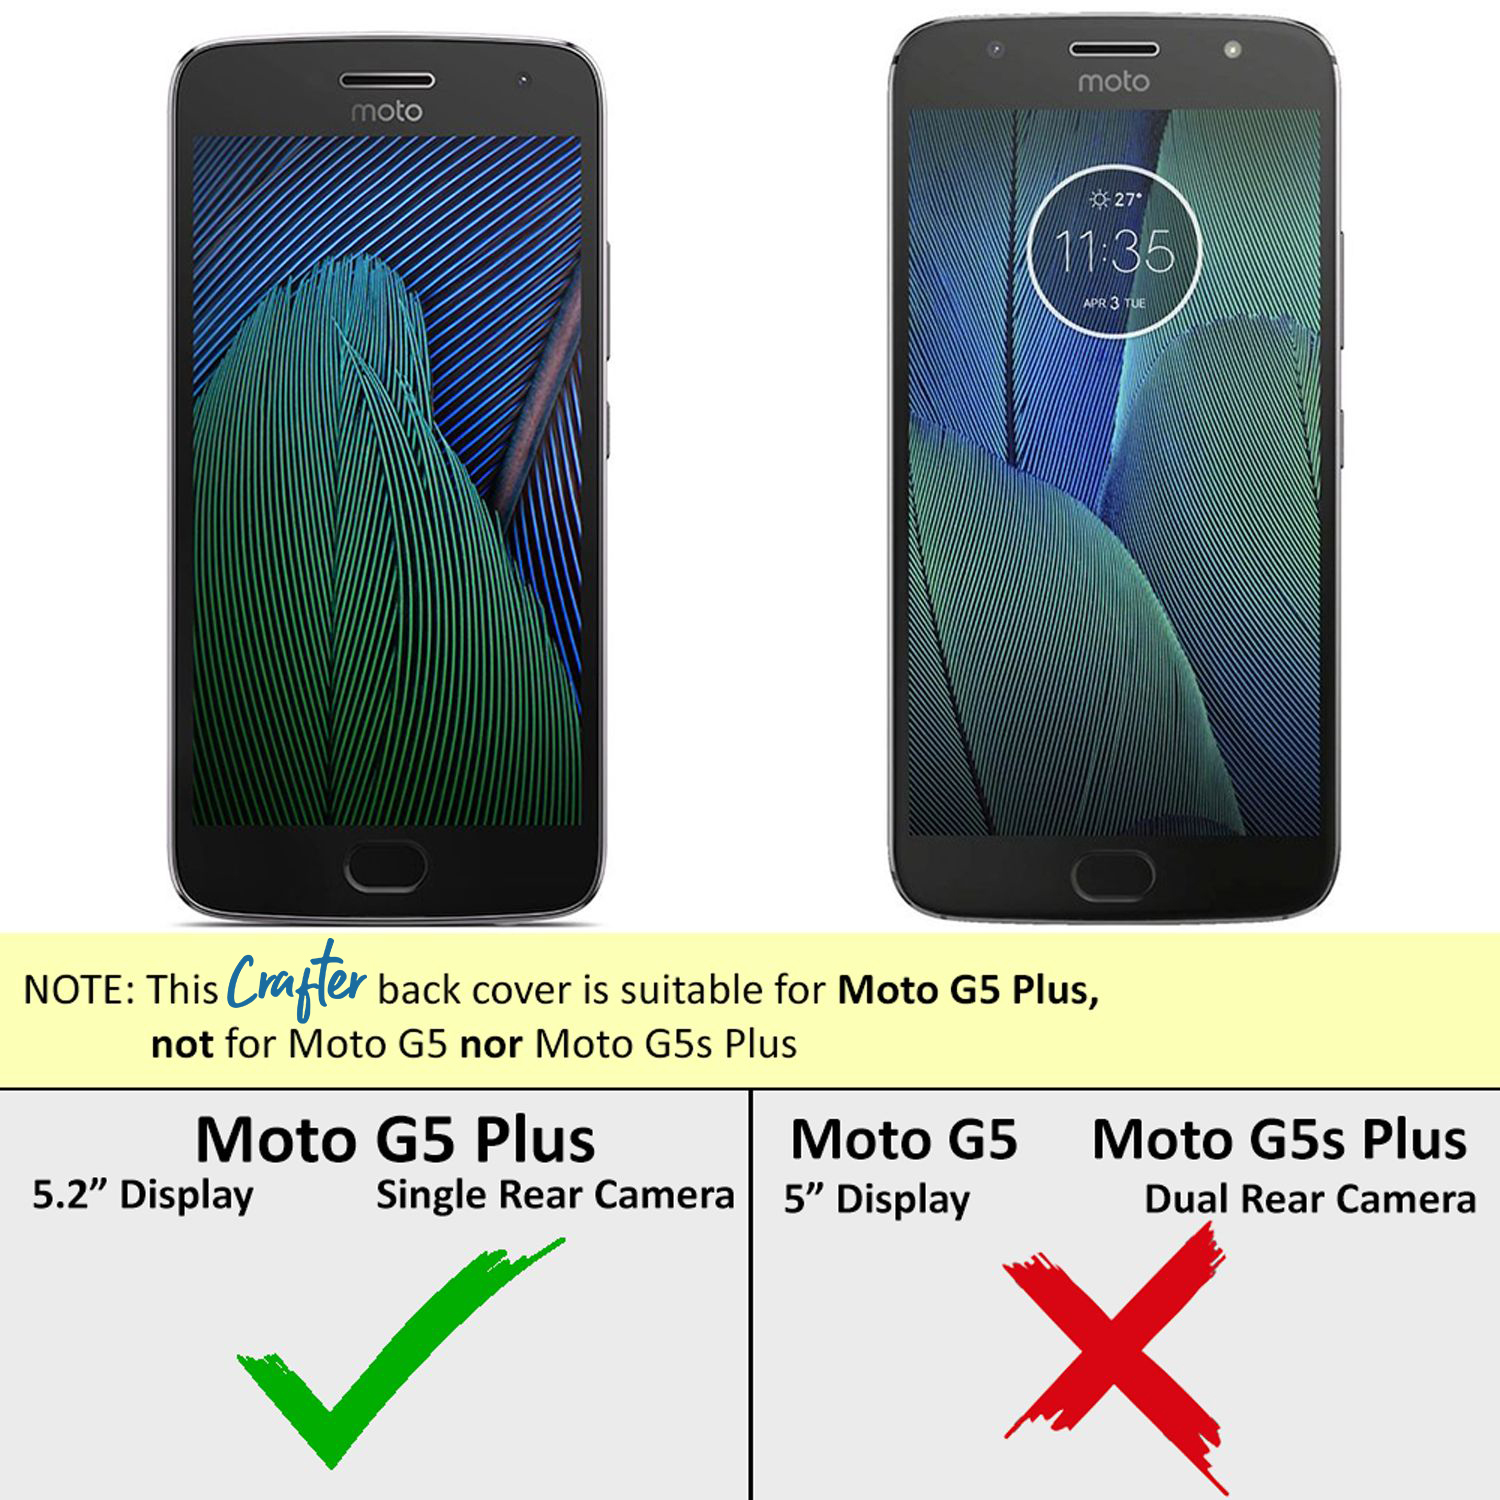 moto
moto
27°
11:35
APR 3 TUE
NOTE: This Crafter back cover is suitable for Moto G5 Plus,
not for Moto G5 nor Moto G5s Plus
Moto G5 Plus
5.2” Display Single Rear Camera
Moto G5 Moto G5s Plus
5” Display Dual Rear Camera